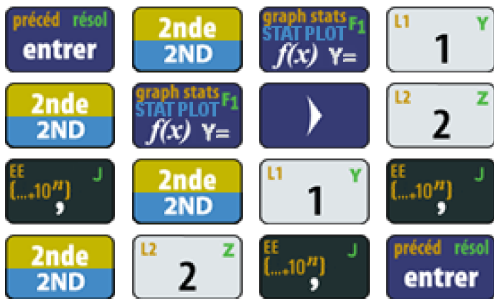 précéd résol
entrer
2nde
2ND
graph stats
STAT PLOT F1
f(x) Y=
L1 Y
1
2nde
2ND
graph stats
STAT PLOT F1
f(x) Y=
L2 Z
2
EE J
(...×10ⁿ)
,
2nde
2ND
L1 Y
1
EE J
(...×10ⁿ)
,
2nde
2ND
L2 Z
2
EE J
(...×10ⁿ)
,
précéd résol
entrer